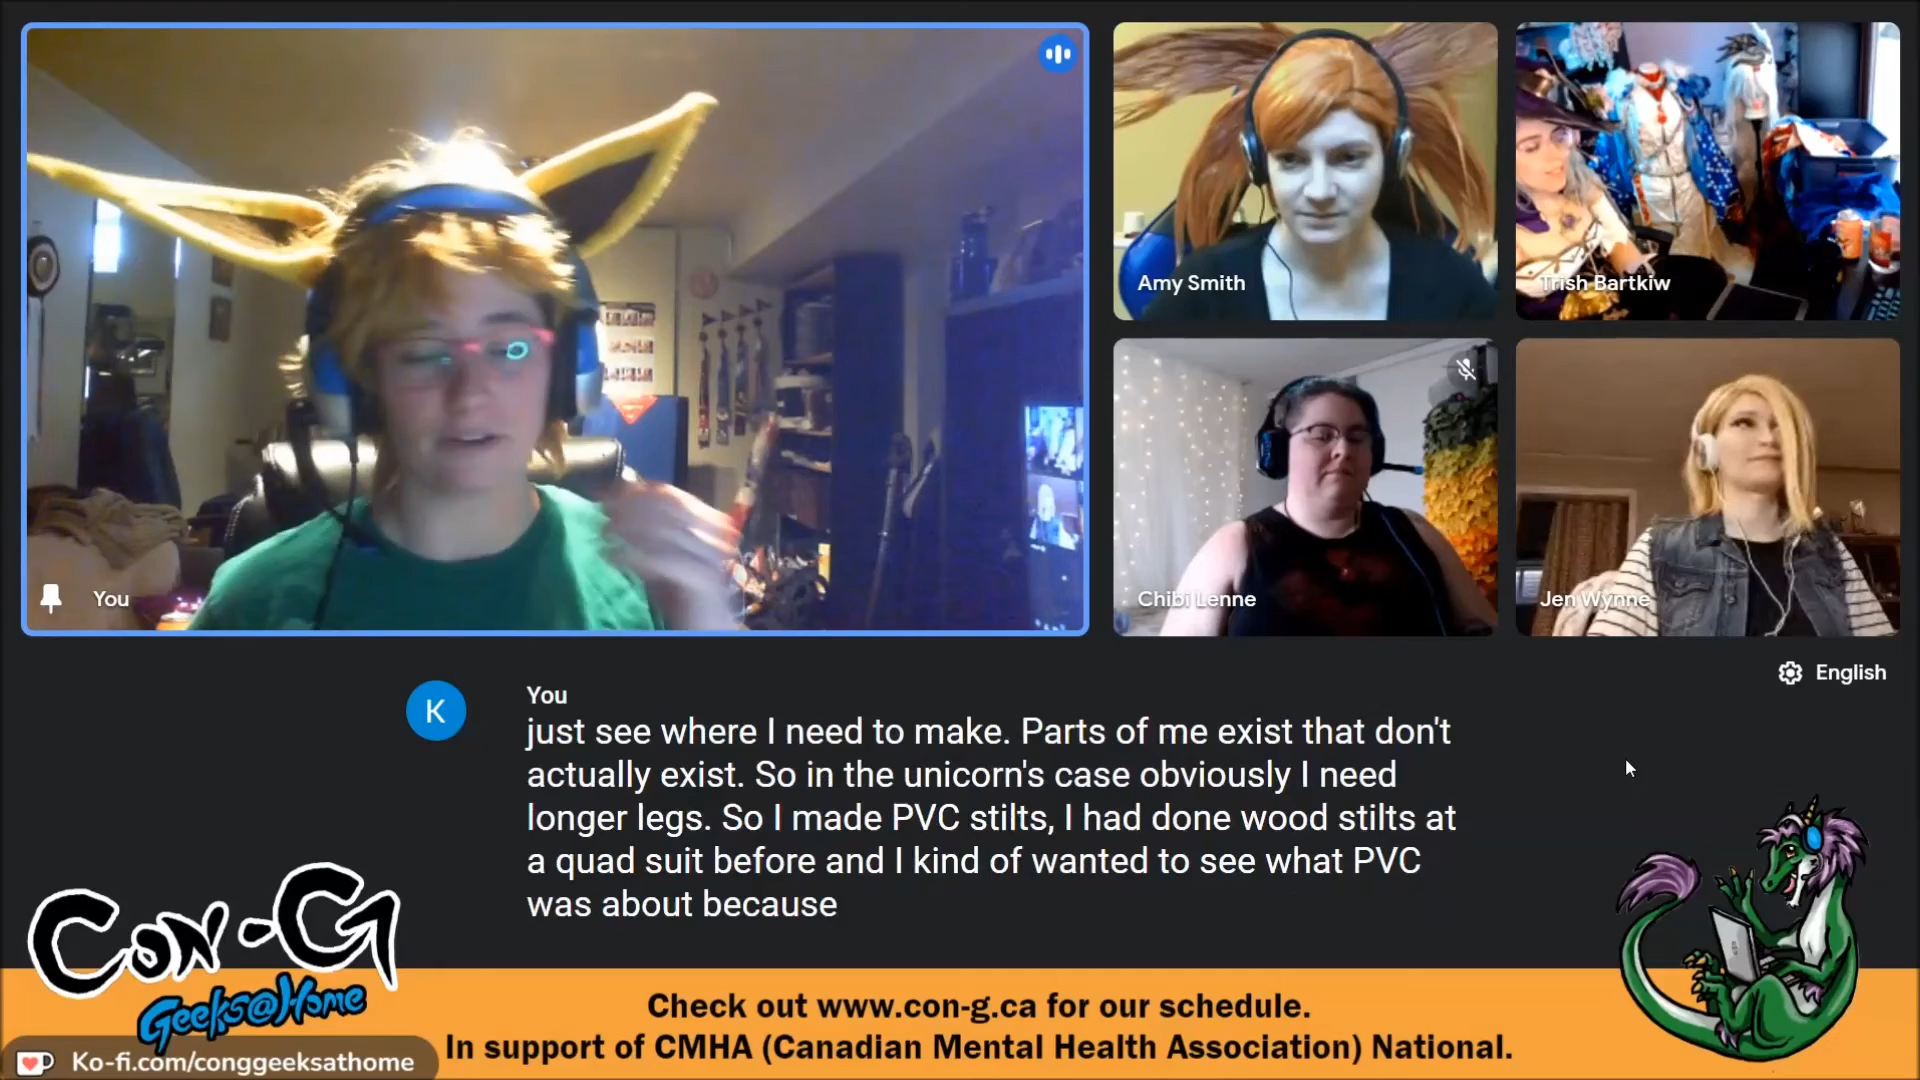 Amy Smith
Trish Bartkiw
You
Chibi Lenne
Jen Wynne
English
K
You
just see where I need to make. Parts of me exist that don't
actually exist. So in the unicorn's case obviously I need
longer legs. So I made PVC stilts, I had done wood stilts at
a quad suit before and I kind of wanted to see what PVC
was about because
Con-G
Geeks@Home
Check out www.con-g.ca for our schedule.
In support of CMHA (Canadian Mental Health Association) National.
Ko-fi.com/conggeeksathome